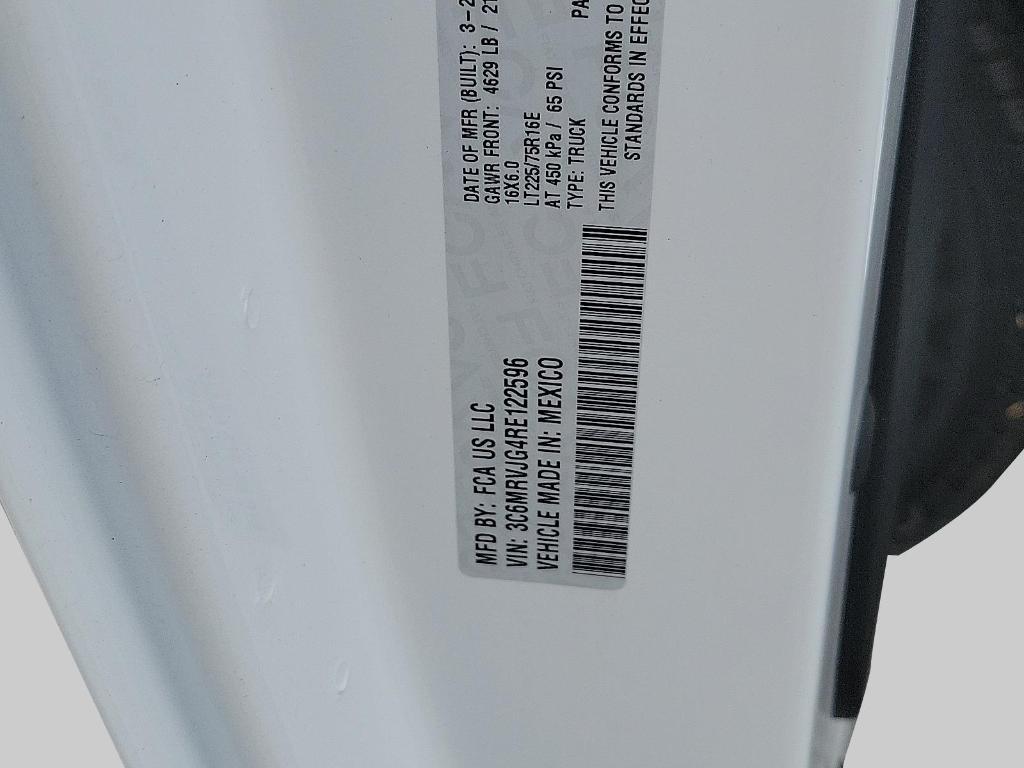 MFD BY: FCA US LLC
VIN: 3C6MRVJG4RE122596
VEHICLE MADE IN: MEXICO
DATE OF MFR (BUILT): 3-2
GAWR FRONT: 4629 LB / 21
16X6.0
LT225/75R16E
AT 450 kPa / 65 PSI
TYPE: TRUCK PA
THIS VEHICLE CONFORMS TO
STANDARDS IN EFFEC